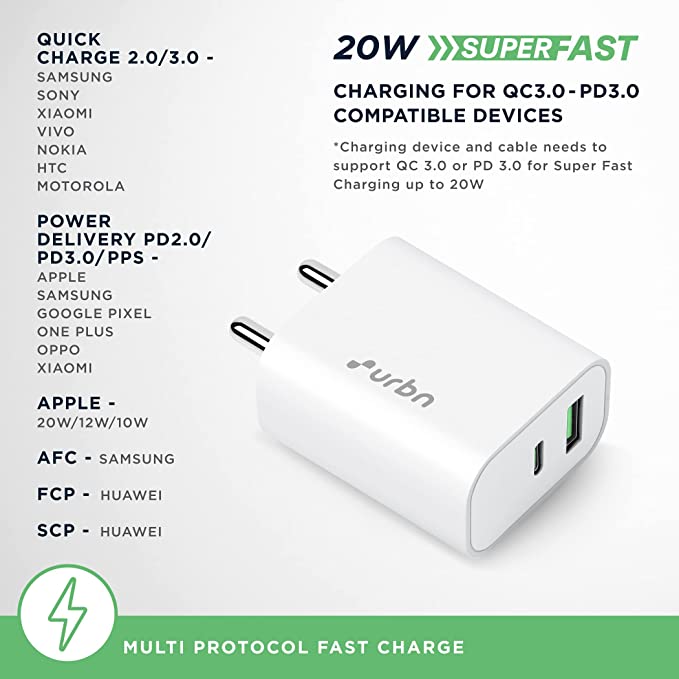 QUICK
CHARGE 2.0/3.0 -
SAMSUNG
SONY
XIAOMI
VIVO
NOKIA
HTC
MOTOROLA
POWER
DELIVERY PD2.0/
PD3.0/PPS -
APPLE
SAMSUNG
GOOGLE PIXEL
ONE PLUS
OPPO
XIAOMI
APPLE -
20W/12W/10W
AFC - SAMSUNG
FCP - HUAWEI
SCP - HUAWEI
20W SUPERFAST
CHARGING FOR QC3.0-PD3.0
COMPATIBLE DEVICES
*Charging device and cable needs to
support QC 3.0 or PD 3.0 for Super Fast
Charging up to 20W
urbn
MULTI PROTOCOL FAST CHARGE